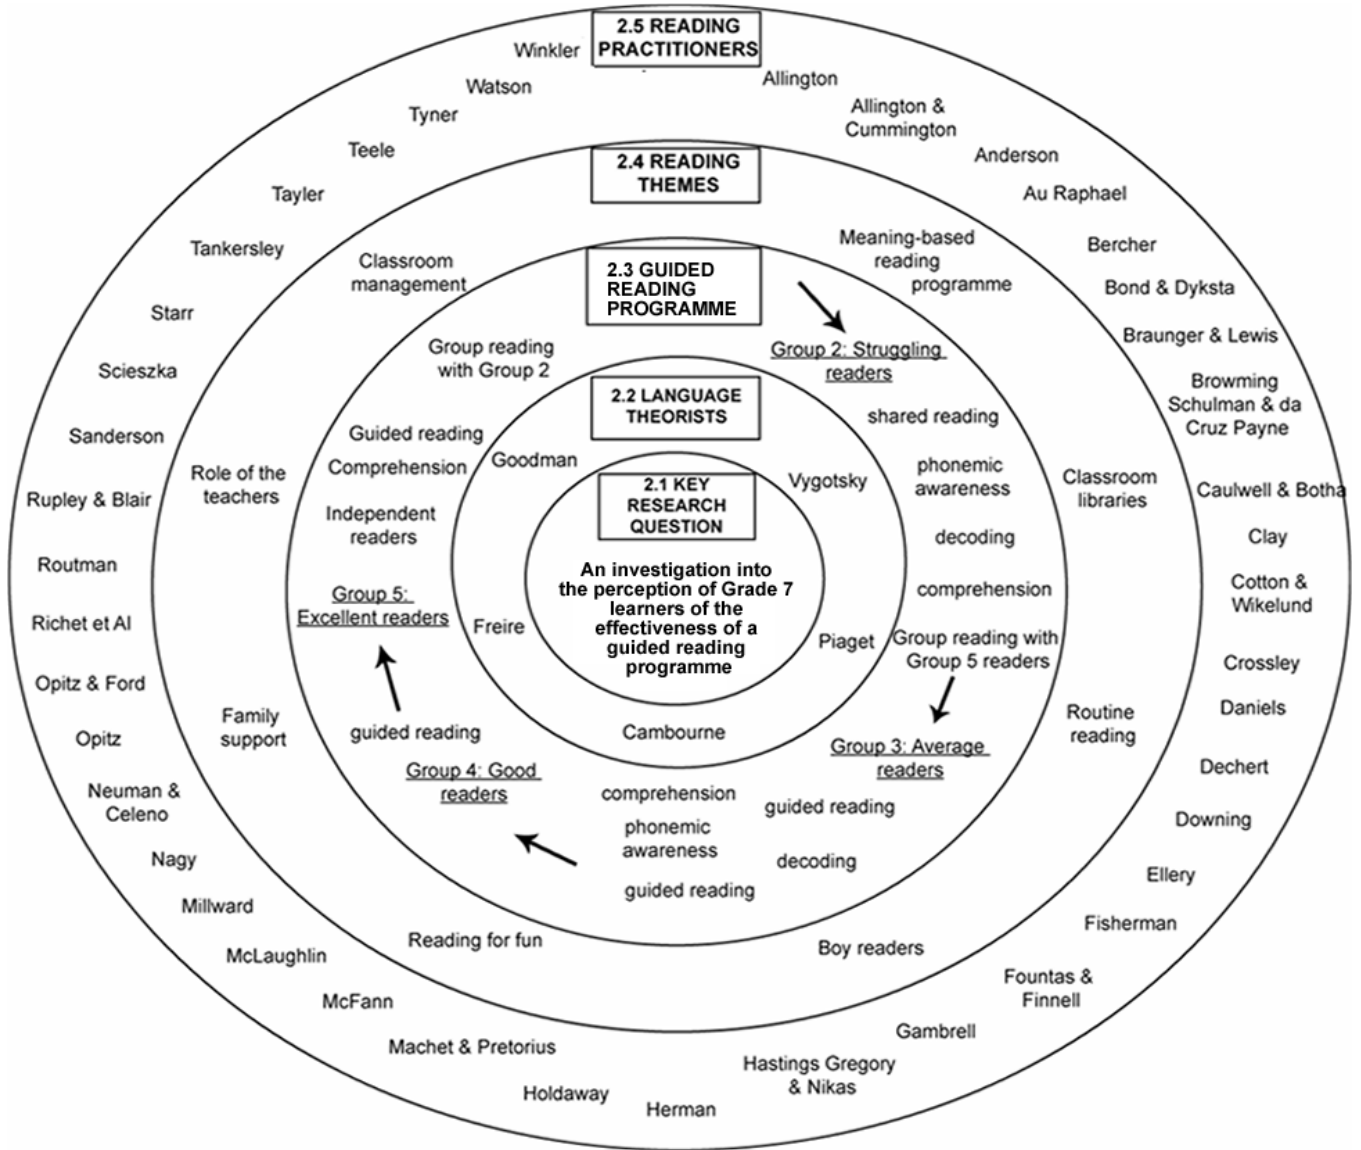 2.5 READING
PRACTITIONERS
Allington
Allington &
Cummington
Anderson
Au Raphael
Bercher
Bond & Dyksta
Braunger & Lewis
Browming
Schulman & da
Cruz Payne
Caulwell & Botha
Clay
Cotton &
Wikelund
Crossley
Daniels
Dechert
Downing
Ellery
Fisherman
Fountas &
Finnell
Gambrell
Hastings Gregory
& Nikas
Herman
Holdaway
Machet & Pretorius
McFann
McLaughlin
Millward
Nagy
Neuman &
Celeno
Opitz
Opitz & Ford
Richet et Al
Routman
Rupley & Blair
Sanderson
Scieszka
Starr
Tankersley
Tayler
Teele
Tyner
Watson
Winkler
2.4 READING
THEMES
Meaning-based
reading
programme
Classroom
libraries
Routine
reading
Boy readers
Reading for fun
Family
support
Role of the
teachers
Classroom
management
2.3 GUIDED
READING
PROGRAMME
Group 2: Struggling
readers
shared reading
phonemic
awareness
decoding
comprehension
Group reading with
Group 5 readers
Group 3: Average
readers
guided reading
decoding
comprehension
phonemic
awareness
guided reading
Group 4: Good
readers
guided reading
Group 5:
Excellent readers
Independent
readers
Comprehension
Guided reading
Group reading
with Group 2
2.2 LANGUAGE
THEORISTS
Vygotsky
Piaget
Cambourne
Freire
Goodman
2.1 KEY
RESEARCH
QUESTION
An investigation into
the perception of Grade 7
learners of the
effectiveness of a
guided reading
programme